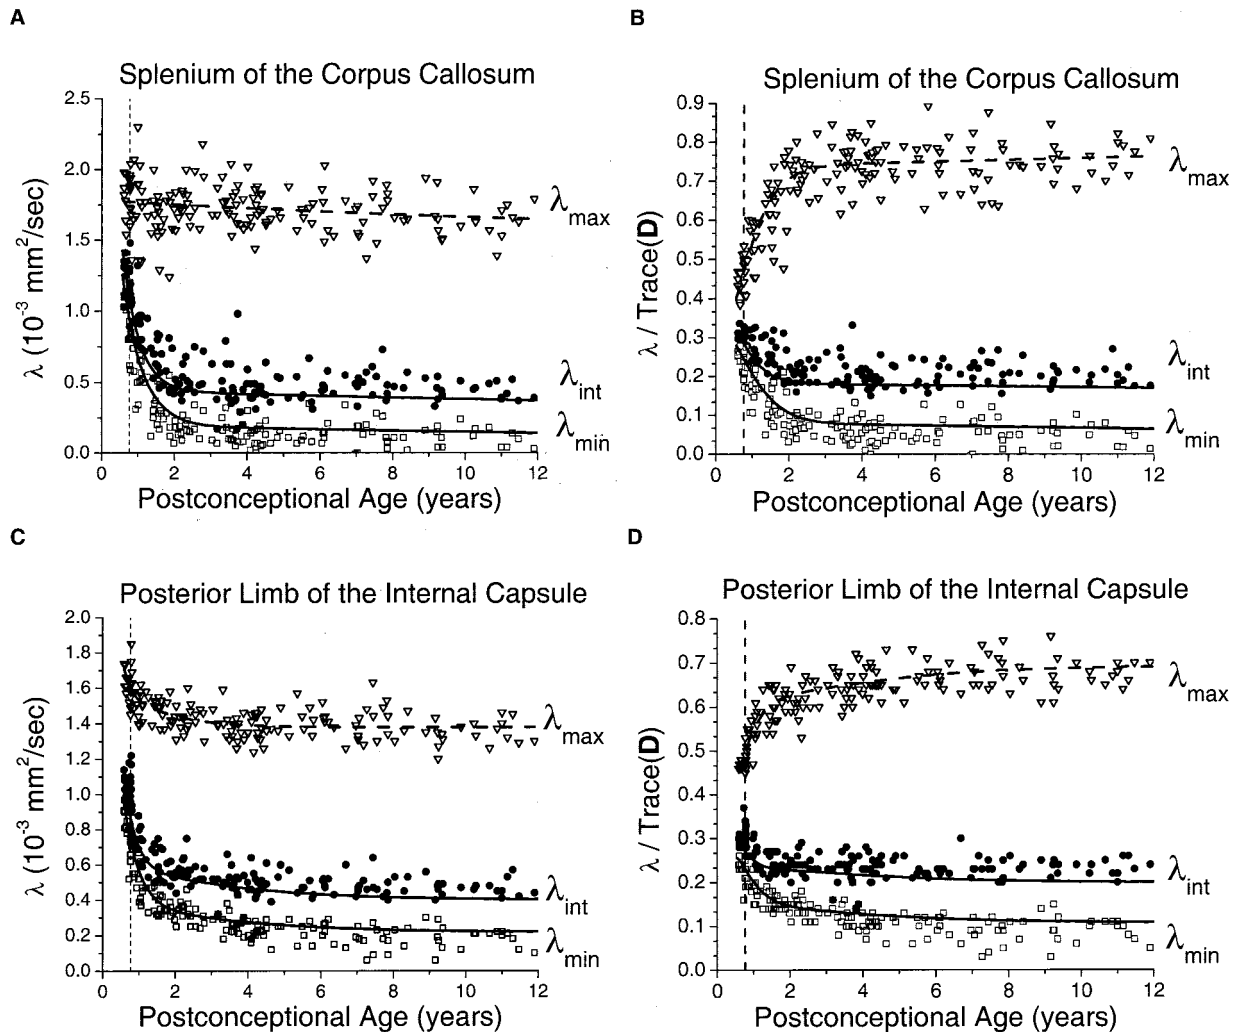 A
Splenium of the Corpus Callosum
2.5
2.0
1.5
1.0
0.5
0.0
λ (10⁻³ mm²/sec)
λmax
λint
λmin
0 2 4 6 8 10 12
Postconceptional Age (years)
B
Splenium of the Corpus Callosum
0.9
0.8
0.7
0.6
0.5
0.4
0.3
0.2
0.1
0.0
λ / Trace(D)
λmax
λint
λmin
0 2 4 6 8 10 12
Postconceptional Age (years)
C
Posterior Limb of the Internal Capsule
2.0
1.8
1.6
1.4
1.2
1.0
0.8
0.6
0.4
0.2
0.0
λ (10⁻³ mm²/sec)
λmax
λint
λmin
0 2 4 6 8 10 12
Postconceptional Age (years)
D
Posterior Limb of the Internal Capsule
0.8
0.7
0.6
0.5
0.4
0.3
0.2
0.1
0.0
λ / Trace(D)
λmax
λint
λmin
0 2 4 6 8 10 12
Postconceptional Age (years)